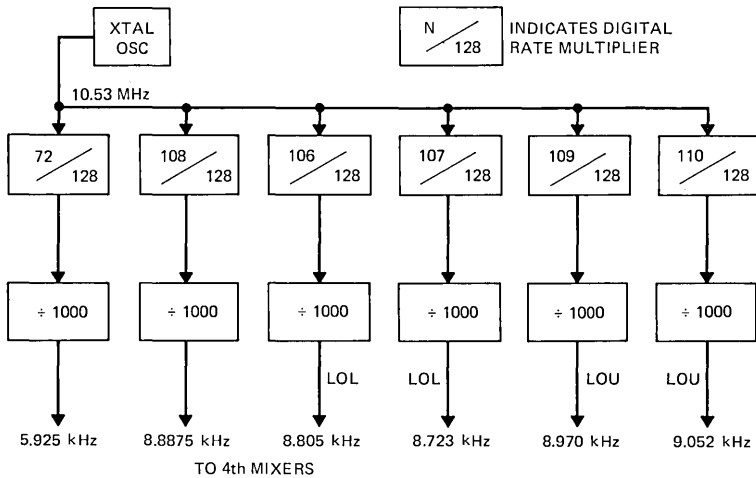 XTAL
OSC
N
128
INDICATES DIGITAL
RATE MULTIPLIER
10.53 MHz
72
128
108
128
106
128
107
128
109
128
110
128
÷ 1000
÷ 1000
÷ 1000
÷ 1000
÷ 1000
÷ 1000
LOL
LOL
LOU
LOU
5.925 kHz
8.8875 kHz
8.805 kHz
8.723 kHz
8.970 kHz
9.052 kHz
TO 4th MIXERS